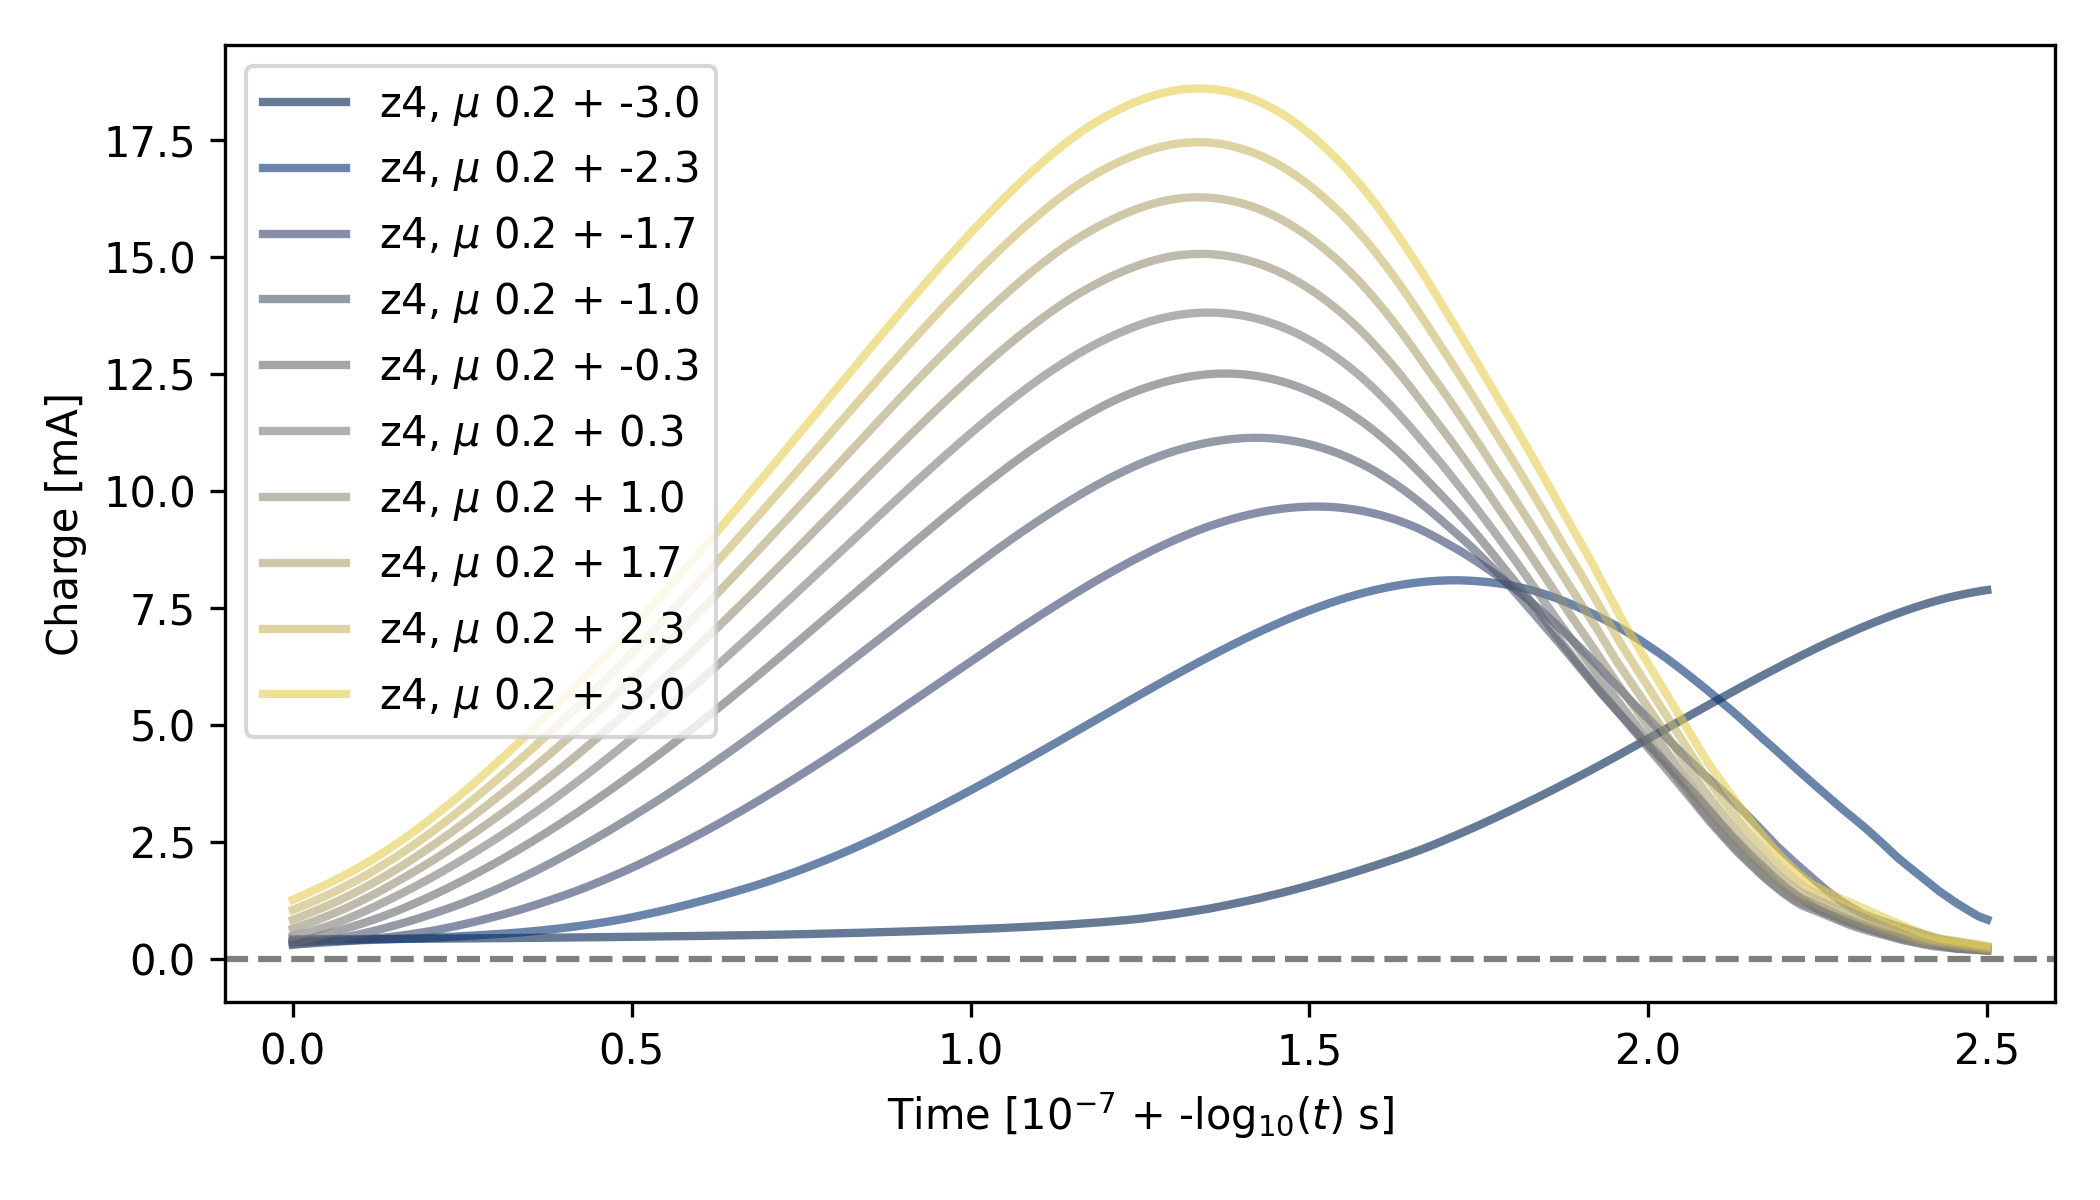 z4, μ 0.2 + -3.0
z4, μ 0.2 + -2.3
z4, μ 0.2 + -1.7
z4, μ 0.2 + -1.0
z4, μ 0.2 + -0.3
z4, μ 0.2 + 0.3
z4, μ 0.2 + 1.0
z4, μ 0.2 + 1.7
z4, μ 0.2 + 2.3
z4, μ 0.2 + 3.0
17.5
15.0
12.5
10.0
7.5
5.0
2.5
0.0
Charge [mA]
0.0 0.5 1.0 1.5 2.0 2.5
Time [10⁻⁷ + -log₁₀(t) s]